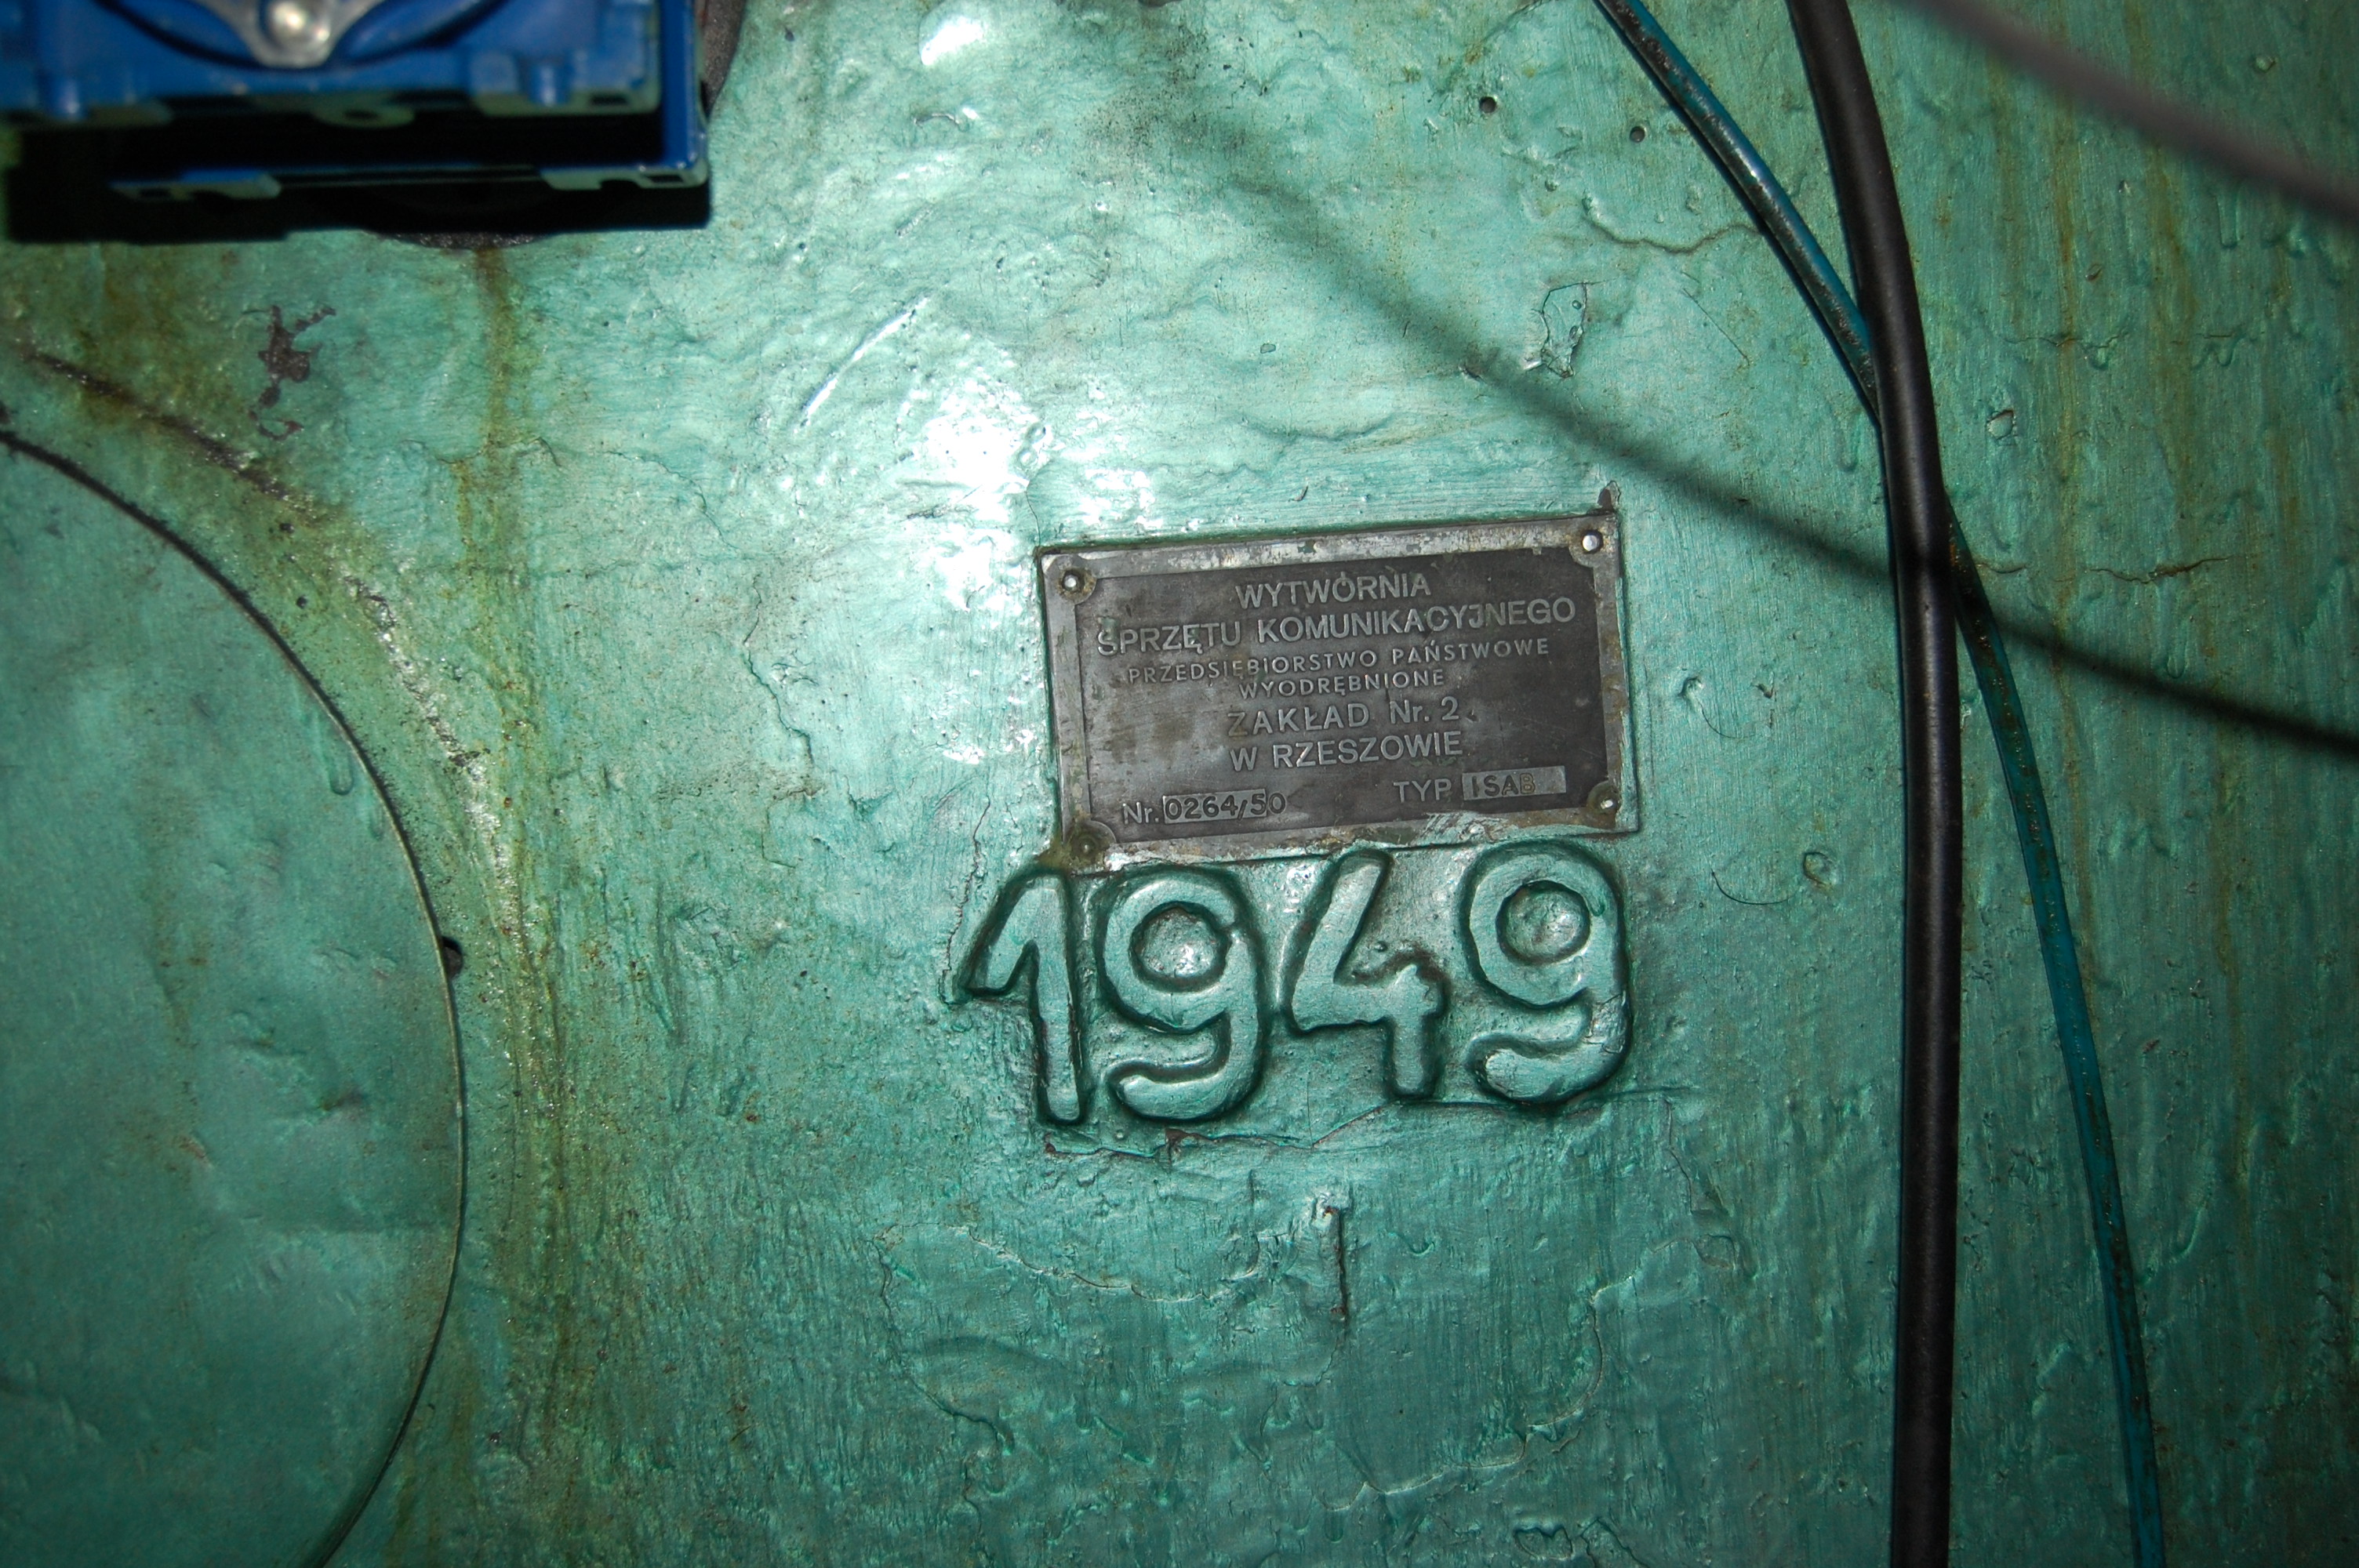 WYTWÓRNIA
SPRZĘTU KOMUNIKACYJNEGO
PRZEDSIĘBIORSTWO PAŃSTWOWE
WYODRĘBNIONE
ZAKŁAD Nr. 2
W RZESZOWIE
Nr. 0264/50 TYP ISAB
1949